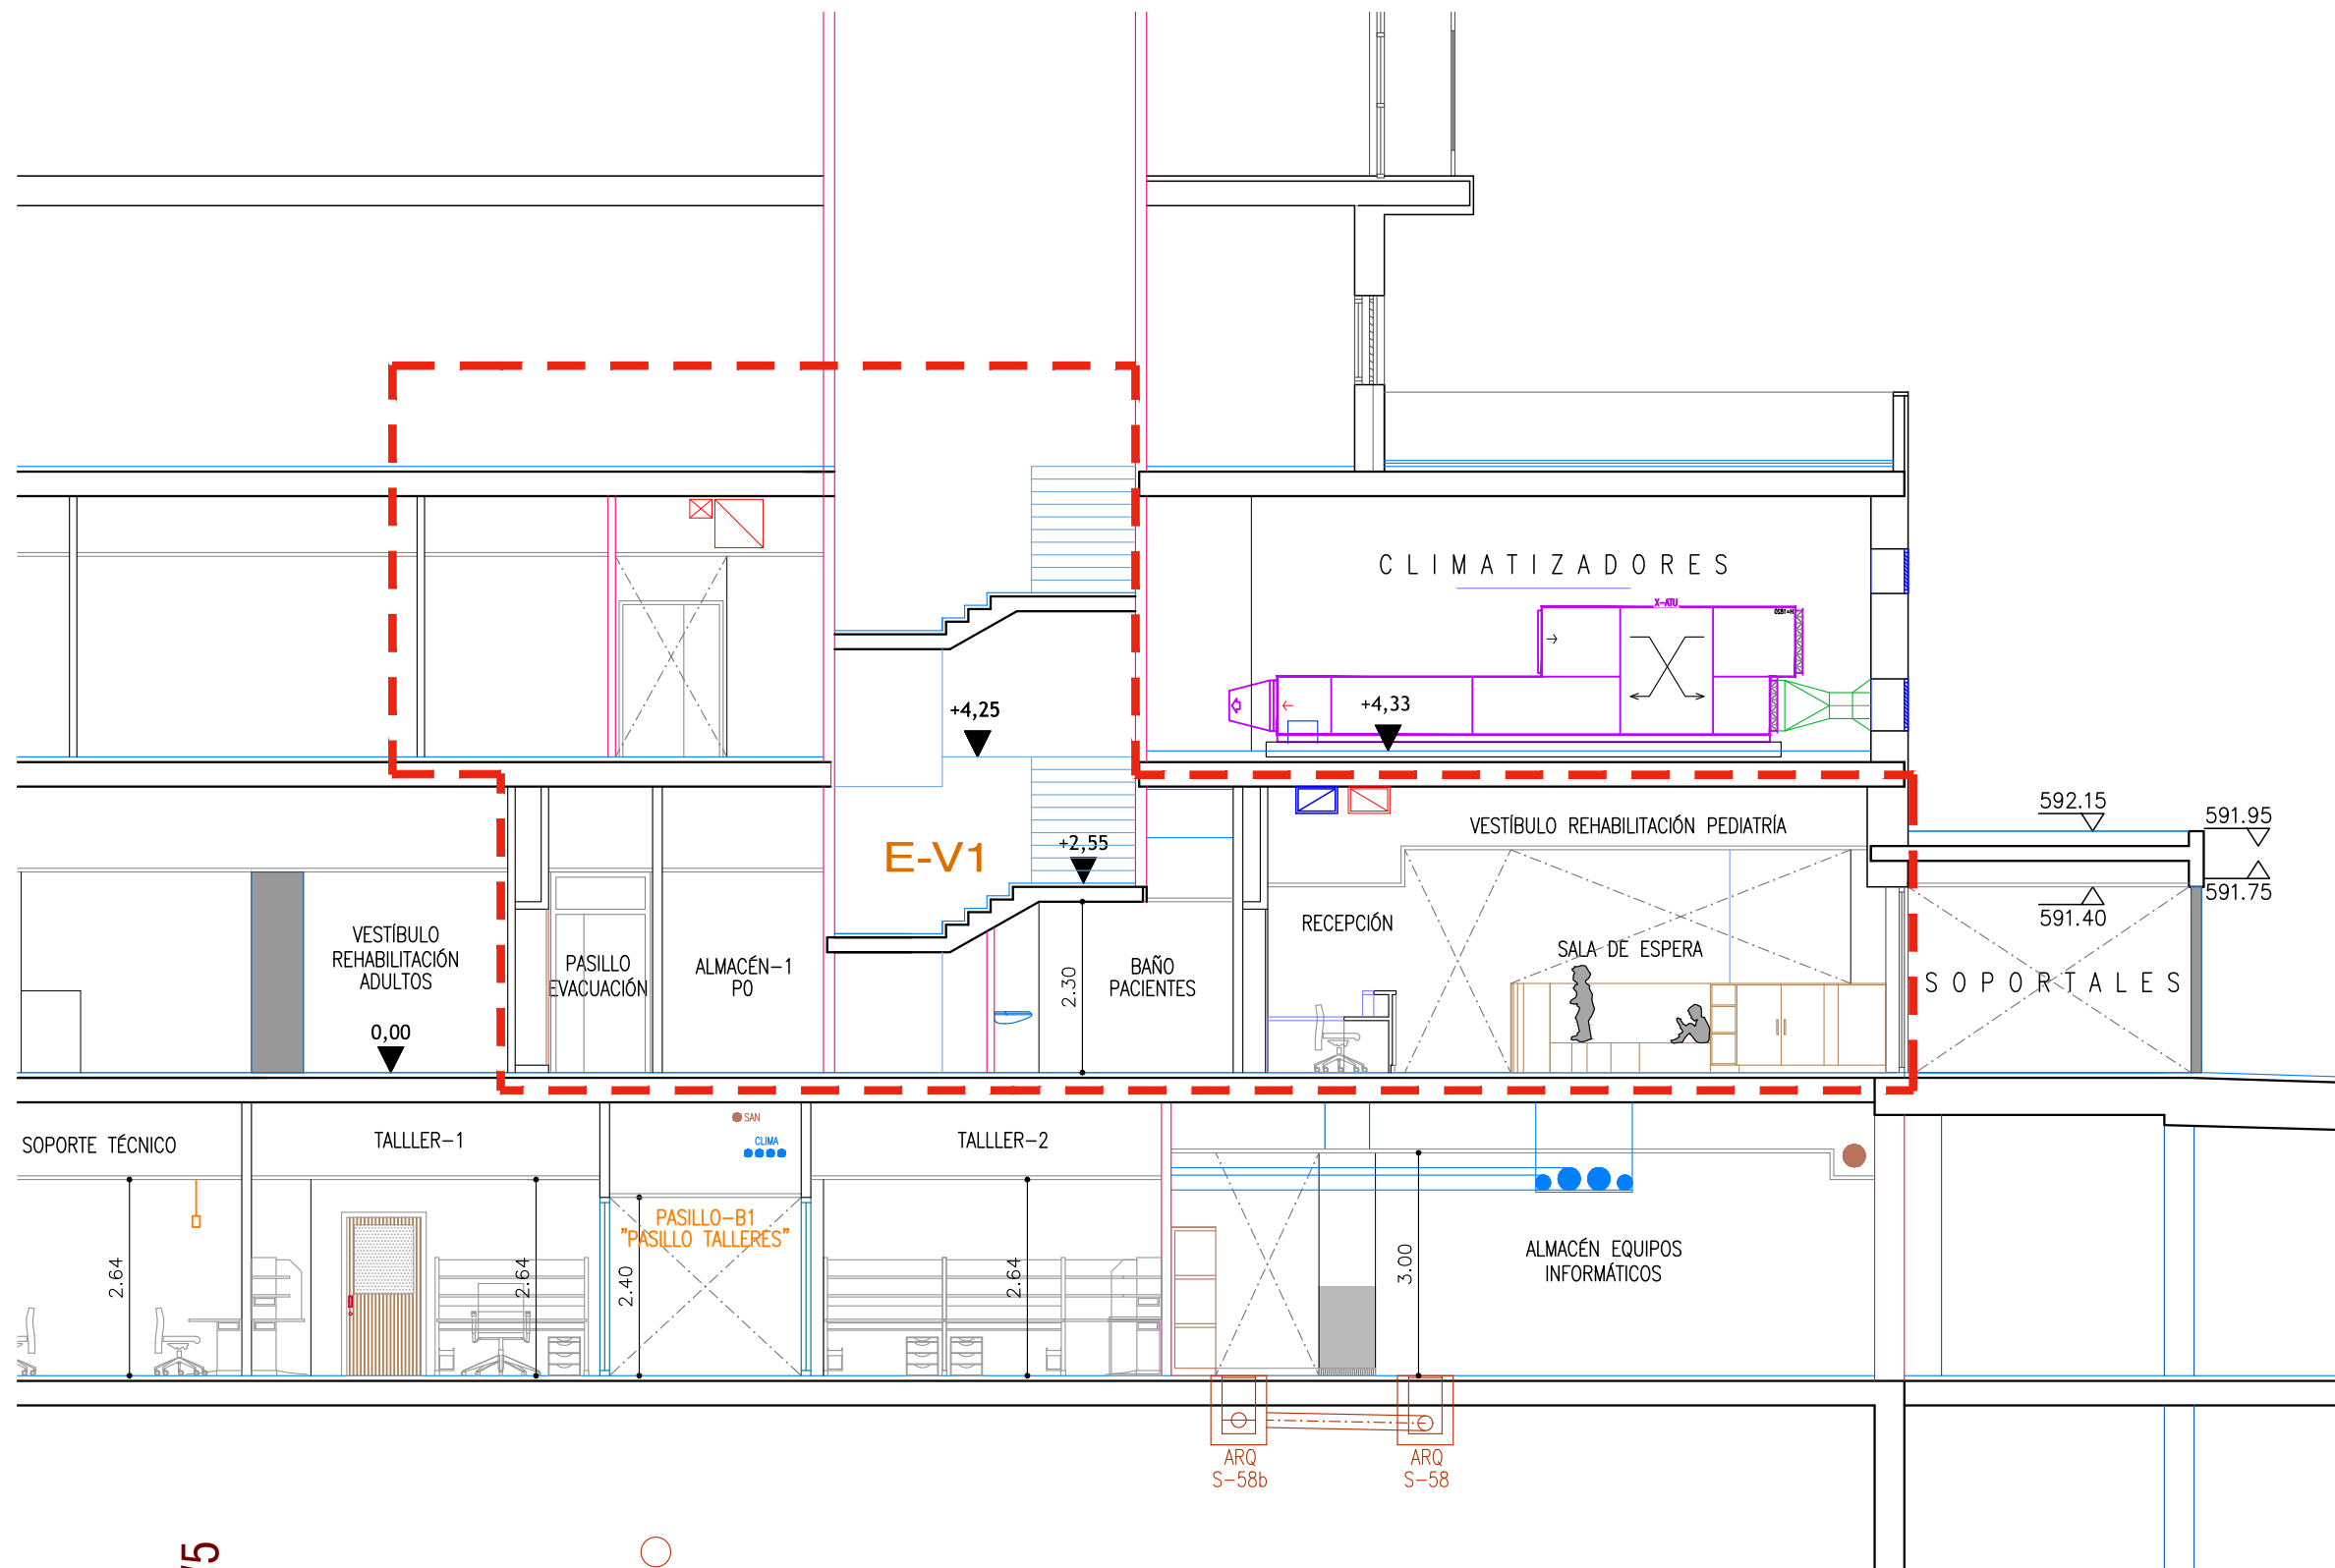 CLIMATIZADORES
X-ATU
H=1850
+4,25
+4,33
592.15
591.95
VESTÍBULO REHABILITACIÓN PEDIATRÍA
E-V1
+2,55
591.75
591.40
RECEPCIÓN
VESTÍBULO
REHABILITACIÓN
ADULTOS
SALA DE ESPERA
PASILLO
EVACUACIÓN
ALMACÉN-1
P0
BAÑO
PACIENTES
2.30
SOPORTALES
0,00
SAN
SOPORTE TÉCNICO
TALLLER-1
CLIMA
TALLLER-2
PASILLO-B1
"PASILLO TALLERES"
2.64
2.64
2.40
2.64
3.00
ALMACÉN EQUIPOS
INFORMÁTICOS
ARQ
S-58b
ARQ
S-58